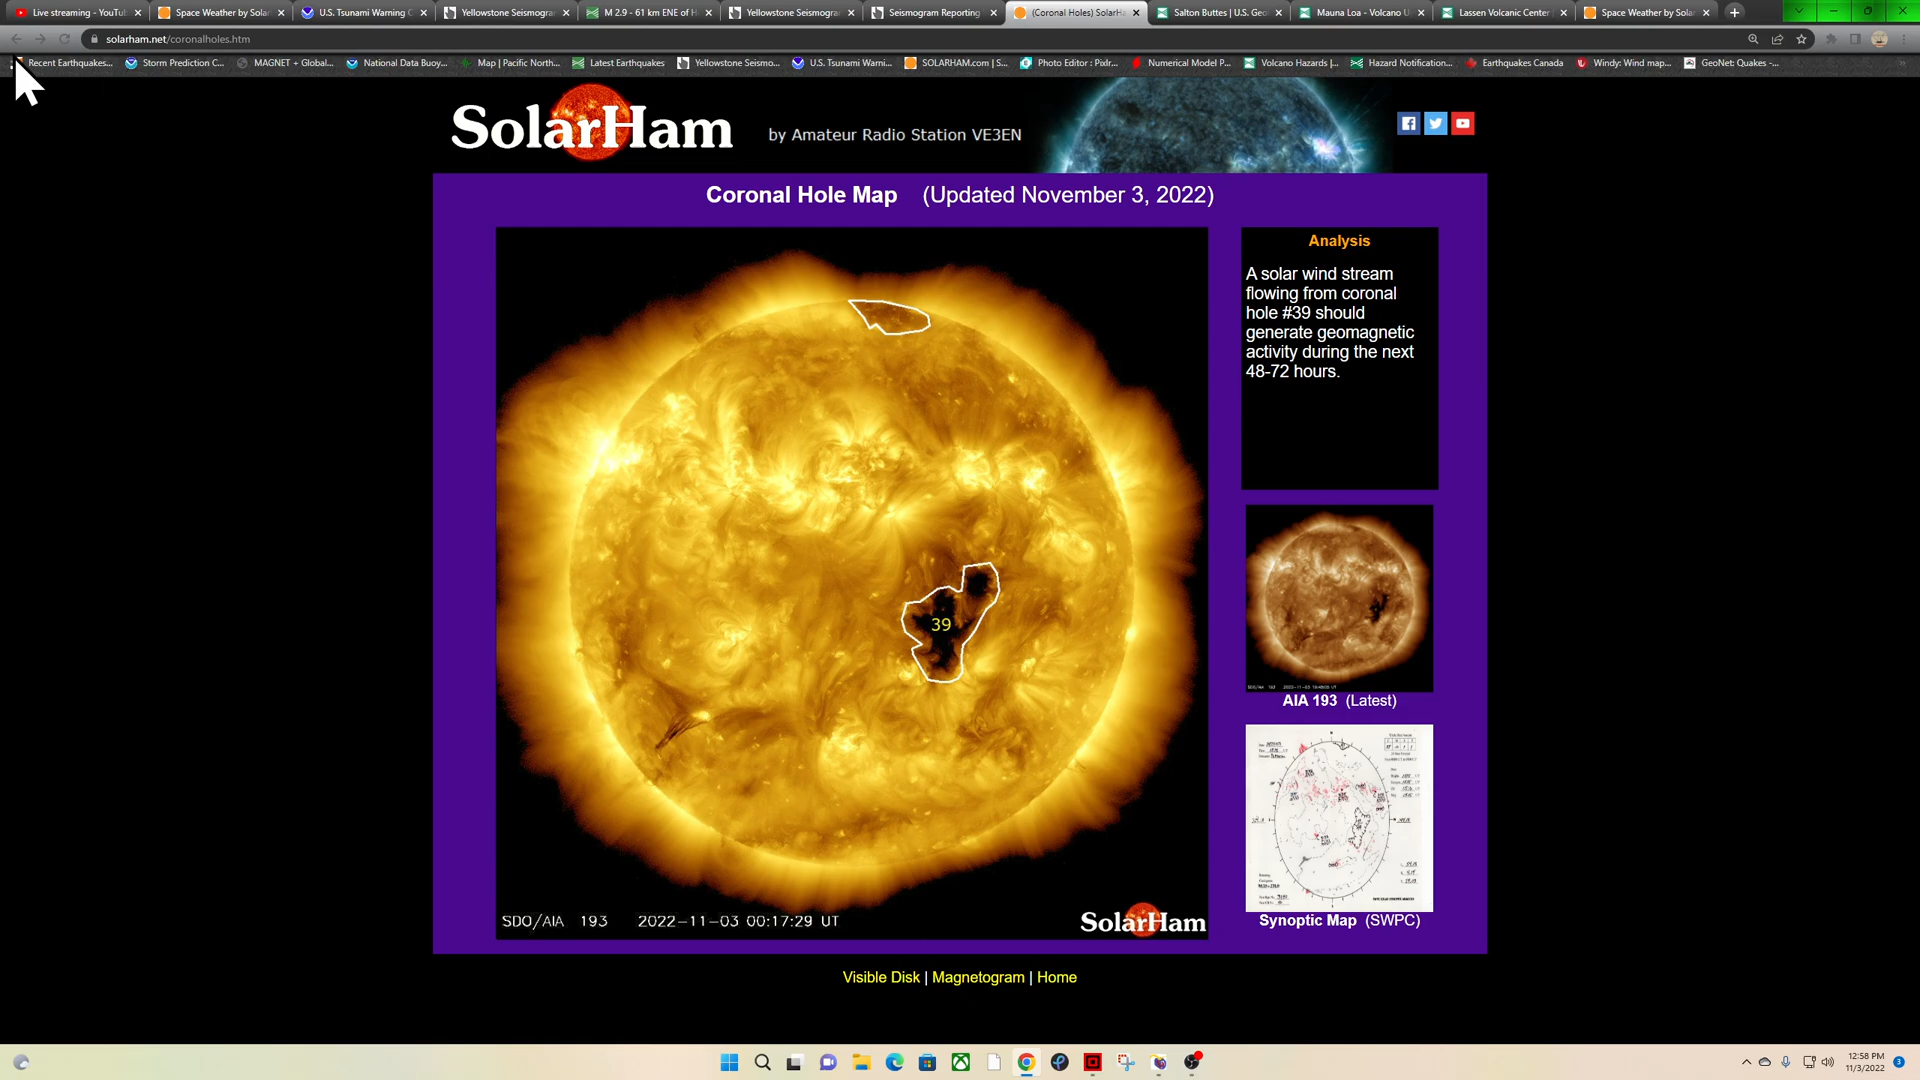 Live streaming - YouTub
Space Weather by Solar
U.S. Tsunami Warning C
Yellowstone Seismogra
M 2.9 - 61 km ENE of H
Yellowstone Seismogra
Seismogram Reporting
(Coronal Holes) SolarHa
Salton Buttes | U.S. Geo
Mauna Loa - Volcano U
Lassen Volcanic Center
Space Weather by Solar
solarham.net/coronalholes.htm
Recent Earthquakes...
Storm Prediction C...
MAGNET + Global...
National Data Buoy...
Map | Pacific North...
Latest Earthquakes
Yellowstone Seismo...
U.S. Tsunami Warni...
SOLARHAM.com | S...
Photo Editor : Pixlr...
Numerical Model P...
Volcano Hazards |...
Hazard Notification...
Earthquakes Canada
Windy: Wind map...
GeoNet: Quakes -...
SolarHam
by Amateur Radio Station VE3EN
Coronal Hole Map (Updated November 3, 2022)
Analysis
A solar wind stream
flowing from coronal
hole #39 should
generate geomagnetic
activity during the next
48-72 hours.
39
AIA 193 (Latest)
SDO/AIA 193 2022-11-03 00:17:29 UT
SolarHam
Synoptic Map (SWPC)
Visible Disk | Magnetogram | Home
12:58 PM
11/3/2022
3